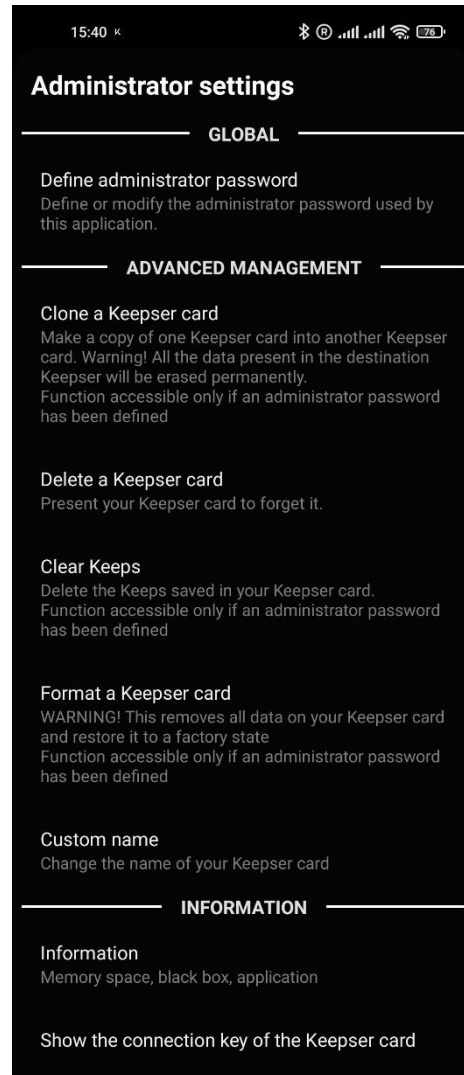 15:40 K
® 76
Administrator settings
GLOBAL
Define administrator password
Define or modify the administrator password used by
this application.
ADVANCED MANAGEMENT
Clone a Keepser card
Make a copy of one Keepser card into another Keepser
card. Warning! All the data present in the destination
Keepser will be erased permanently.
Function accessible only if an administrator password
has been defined
Delete a Keepser card
Present your Keepser card to forget it.
Clear Keeps
Delete the Keeps saved in your Keepser card.
Function accessible only if an administrator password
has been defined
Format a Keepser card
WARNING! This removes all data on your Keepser card
and restore it to a factory state
Function accessible only if an administrator password
has been defined
Custom name
Change the name of your Keepser card
INFORMATION
Information
Memory space, black box, application
Show the connection key of the Keepser card